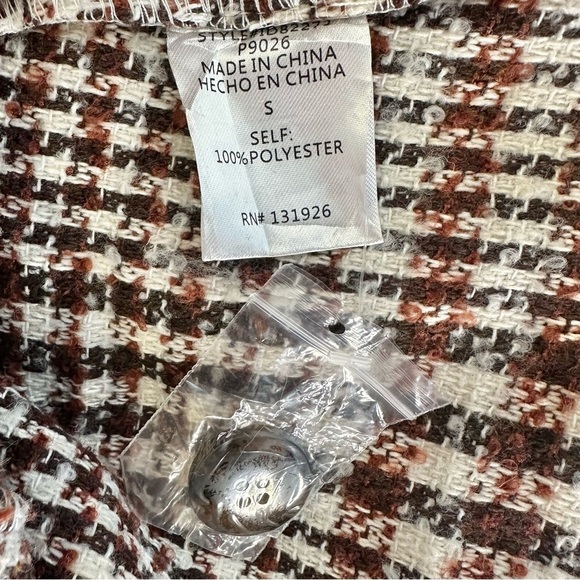 P9026
MADE IN CHINA
HECHO EN CHINA
S
SELF:
100%POLYESTER
RN# 131926